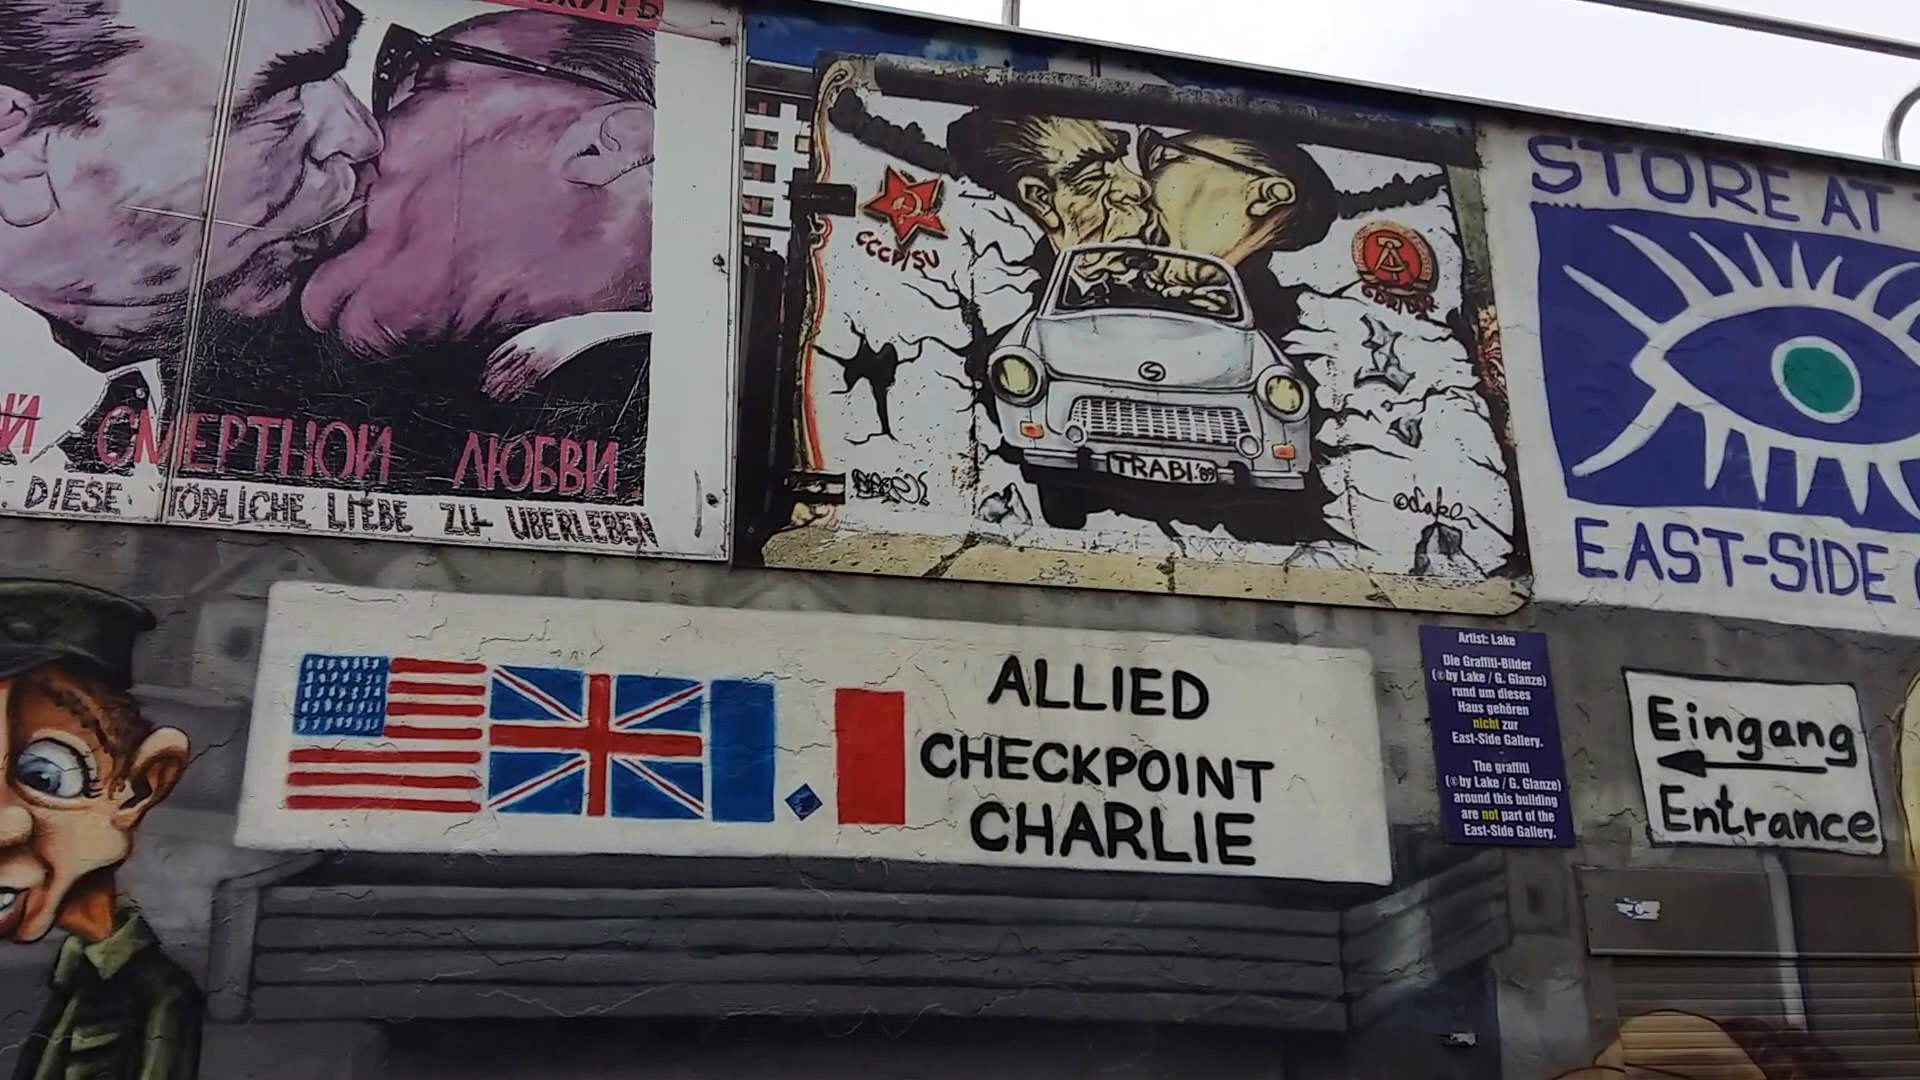 СМЕРТНОЙ ЛЮБВИ
DIESE TÖDLICHE LIEBE ZU ÜBERLEBEN
CCCP/SU
TRABI.89
©Lake
STORE AT
EAST-SIDE
ALLIED
CHECKPOINT
CHARLIE
Artist: Lake
Die Graffiti-Bilder
(©by Lake / G. Glanze)
rund um dieses
Haus gehören
nicht zur
East-Side Gallery.
-
The graffiti
(©by Lake / G. Glanze)
around this building
are not part of the
East-Side Gallery.
Eingang
Entrance